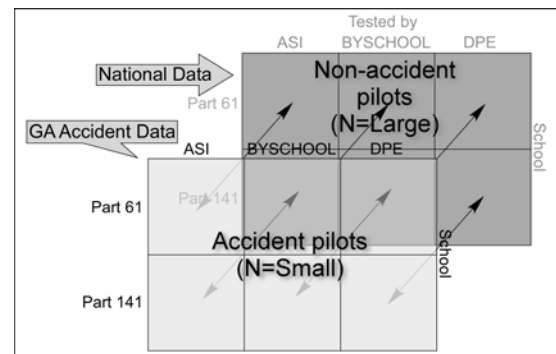 Tested by
ASI BYSCHOOL DPE
National Data
Non-accident
pilots
(N=Large)
Part 61
GA Accident Data
School
ASI BYSCHOOL DPE
Part 61
Part 141
Accident pilots
(N=Small)
School
Part 141